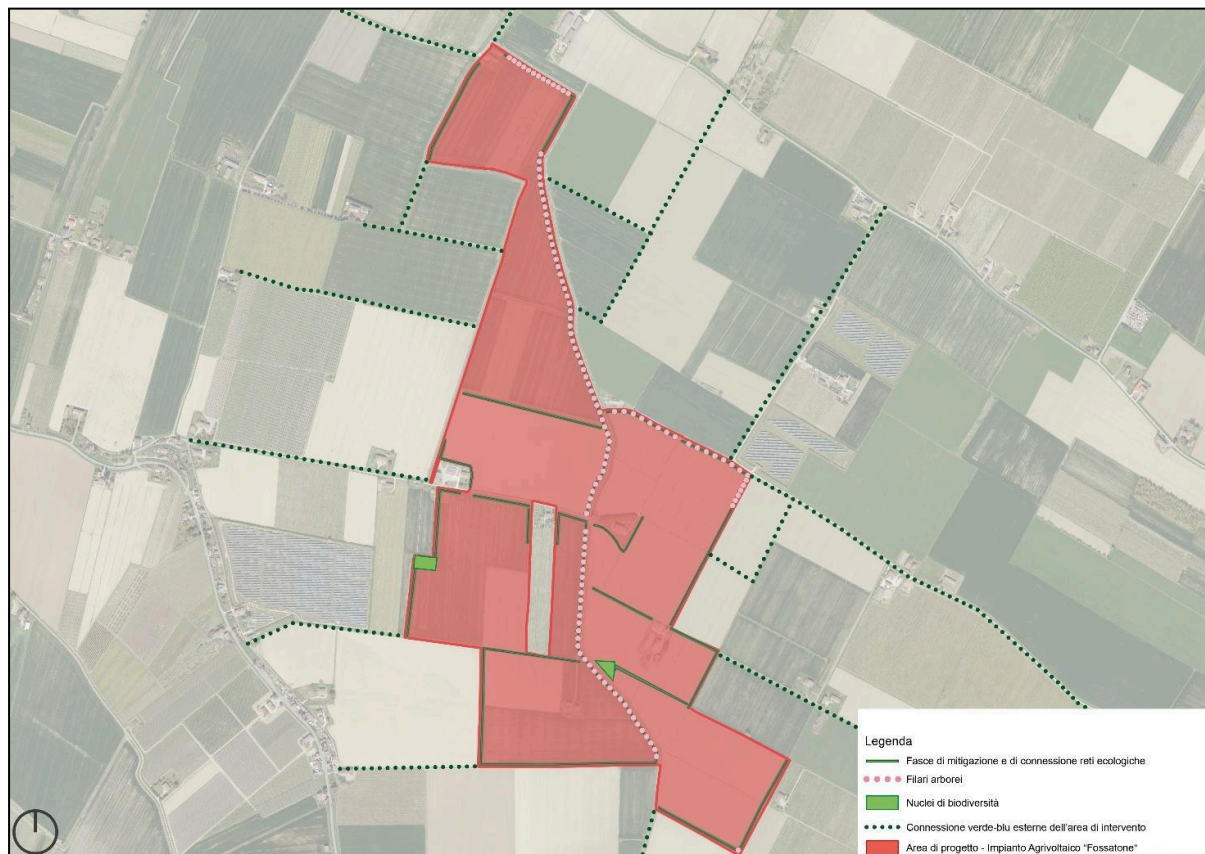 Legenda
Fasce di mitigazione e di connessione reti ecologiche
Filari arborei
Nuclei di biodiversità
Connessione verde-blu esterne dell'area di intervento
Area di progetto - Impianto Agrivoltaico "Fossatone"